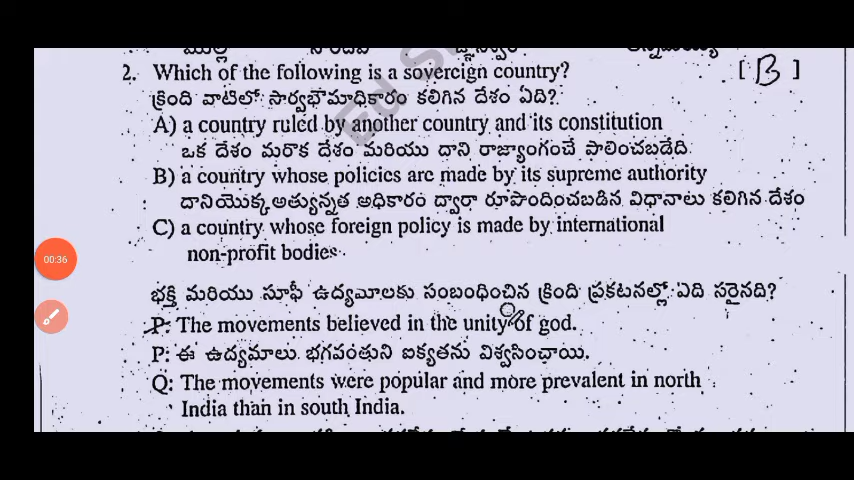 2. Which of the following is a sovereign country? [ B ]
క్రింది వాటిలో సార్వభౌమాధికారం కలిగిన దేశం ఏది?
A) a country ruled by another country and its constitution
ఒక దేశం మరొక దేశం మరియు దాని రాజ్యాంగంచే పాలించబడేది.
B) a country whose policies are made by its supreme authority
దానియొక్క అత్యున్నత అధికారం ద్వారా రూపొందించబడిన విధానాలు కలిగిన దేశం
C) a country whose foreign policy is made by international
non-profit bodies
00:36
భక్తి మరియు సూఫీ ఉద్యమాలకు సంబంధించిన క్రింది ప్రకటనల్లో ఏది సరైనది?
P: The movements believed in the unity of god.
P: ఈ ఉద్యమాలు భగవంతుని ఐక్యతను విశ్వసించాయి.
Q: The movements were popular and more prevalent in north
India than in south India.